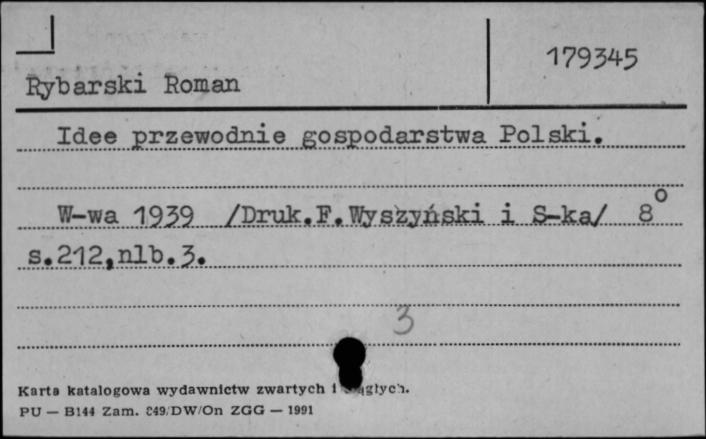 179345
Rybarski Roman
Idee przewodnie gospodarstwa Polski.
W-wa 1939 /Druk.F.Wyszyński i S-ka/ 8°
s.212,nlb.3.
3
Karta katalogowa wydawnictw zwartych i
PU — B144 Zam. 849/DW/On ZGG — 1991